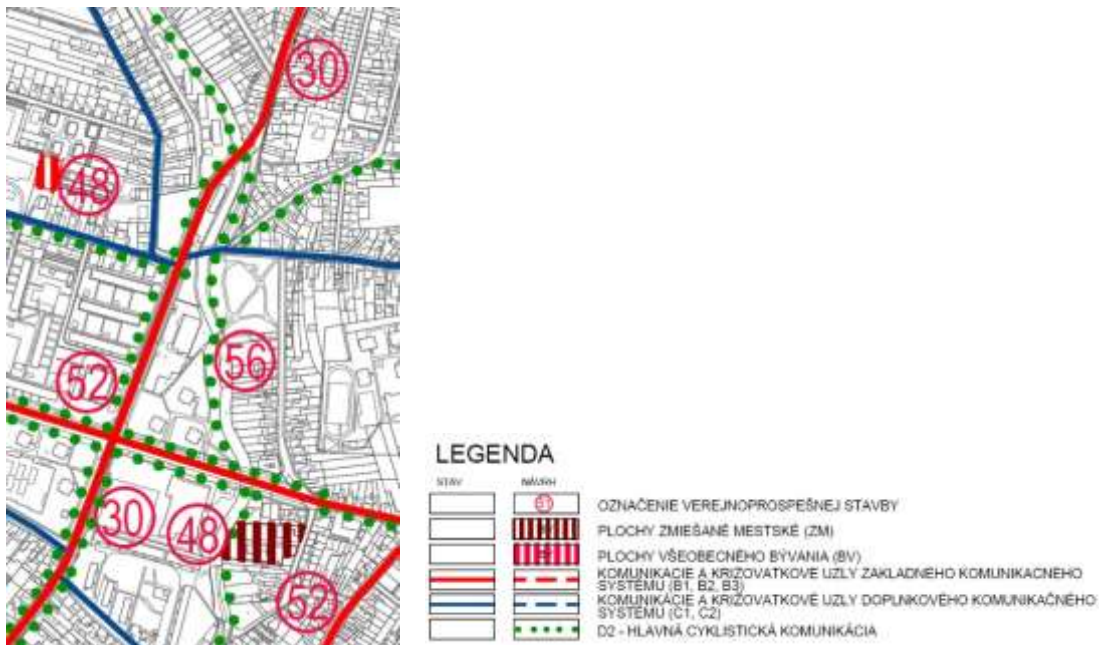 30
48
56
52
30
48
52
LEGENDA
STAV NÁVRH
OZNAČENIE VEREJNOPROSPEŠNEJ STAVBY
PLOCHY ZMIEŠANÉ MESTSKÉ (ZM)
PLOCHY VŠEOBECNÉHO BÝVANIA (BV)
KOMUNIKÁCIE A KRIŽOVATKOVÉ UZLY ZÁKLADNÉHO KOMUNIKAČNÉHO
SYSTÉMU (B1, B2, B3)
KOMUNIKÁCIE A KRIŽOVATKOVÉ UZLY DOPLNKOVÉHO KOMUNIKAČNÉHO
SYSTÉMU (C1, C2)
D2 - HLAVNÁ CYKLISTICKÁ KOMUNIKÁCIA